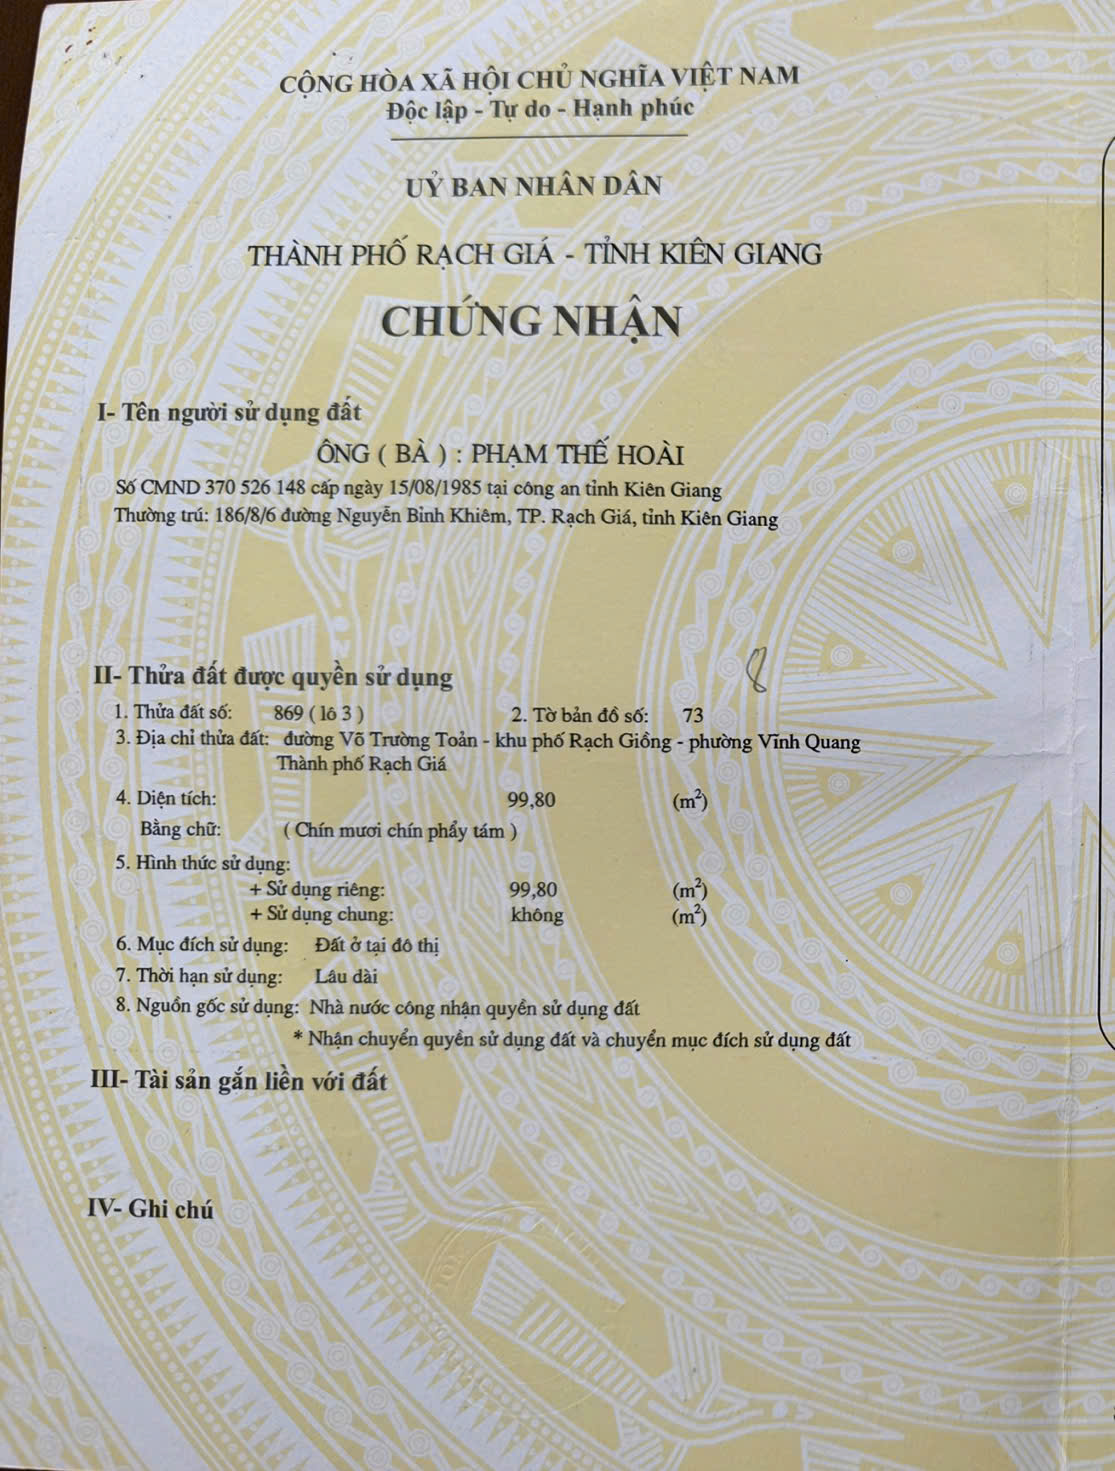 CỘNG HÒA XÃ HỘI CHỦ NGHĨA VIỆT NAM
Độc lập - Tự do - Hạnh phúc
UỶ BAN NHÂN DÂN
THÀNH PHỐ RẠCH GIÁ - TỈNH KIÊN GIANG
CHỨNG NHẬN
I- Tên người sử dụng đất
ÔNG ( BÀ ) : PHẠM THẾ HOÀI
Số CMND 370 526 148 cấp ngày 15/08/1985 tại công an tỉnh Kiên Giang
Thường trú: 186/8/6 đường Nguyễn Bỉnh Khiêm, TP. Rạch Giá, tỉnh Kiên Giang
8
II- Thửa đất được quyền sử dụng
1. Thửa đất số: 869 ( lô 3 ) 2. Tờ bản đồ số: 73
3. Địa chỉ thửa đất: đường Võ Trường Toản - khu phố Rạch Giồng - phường Vĩnh Quang
Thành phố Rạch Giá
4. Diện tích: 99,80 (m²)
Bằng chữ: ( Chín mươi chín phẩy tám )
5. Hình thức sử dụng:
+ Sử dụng riêng: 99,80 (m²)
+ Sử dụng chung: không (m²)
6. Mục đích sử dụng: Đất ở tại đô thị
7. Thời hạn sử dụng: Lâu dài
8. Nguồn gốc sử dụng: Nhà nước công nhận quyền sử dụng đất
* Nhận chuyển quyền sử dụng đất và chuyển mục đích sử dụng đất
III- Tài sản gắn liền với đất
IV- Ghi chú